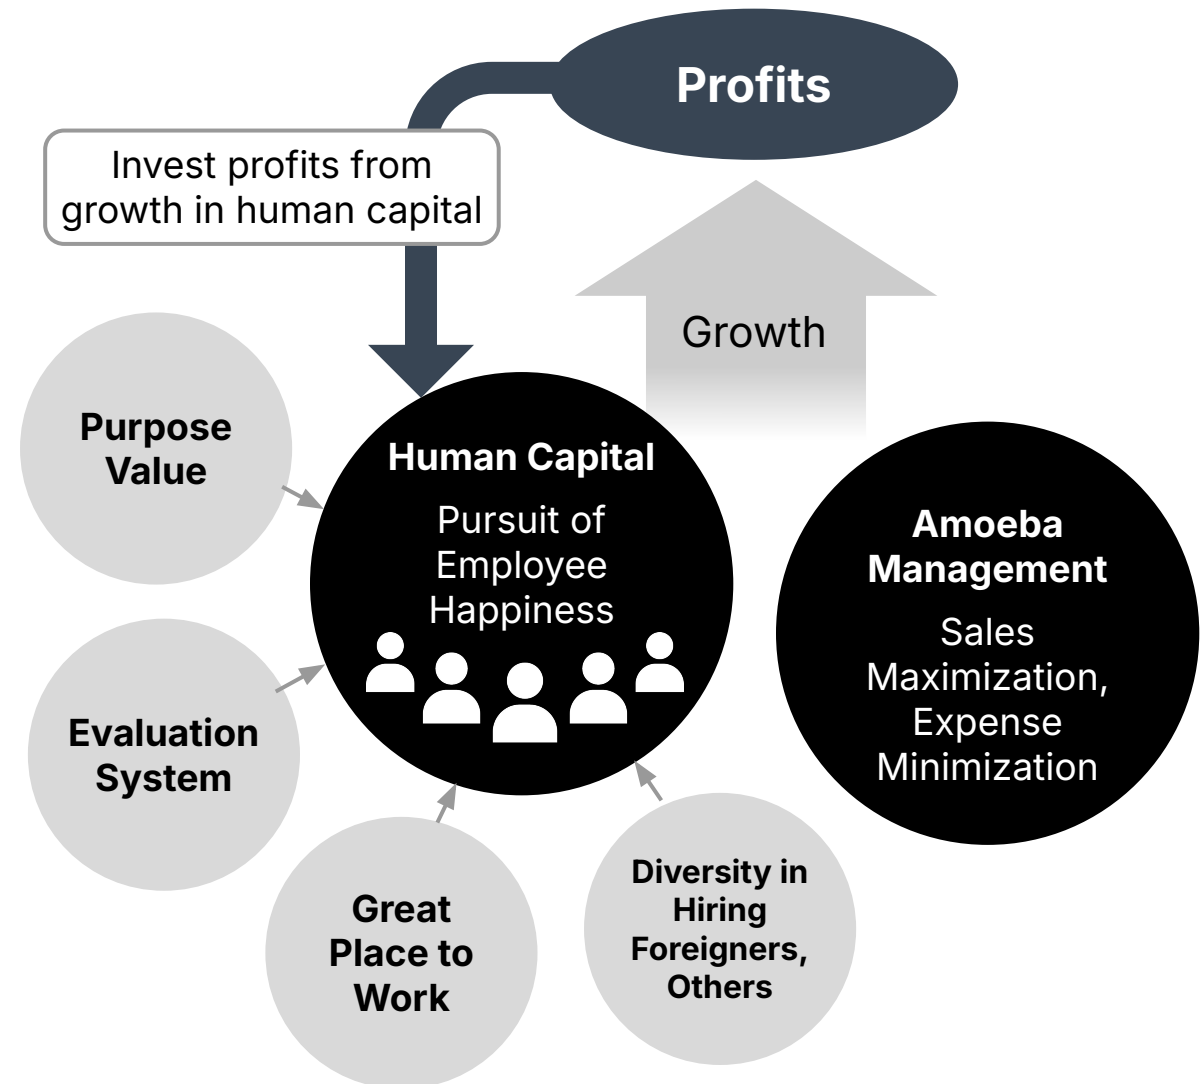 Profits
Invest profits from
growth in human capital
Growth
Purpose
Value
Human Capital
Pursuit of
Employee
Happiness
Amoeba
Management
Sales
Maximization,
Expense
Minimization
Evaluation
System
Great
Place to
Work
Diversity in
Hiring
Foreigners,
Others